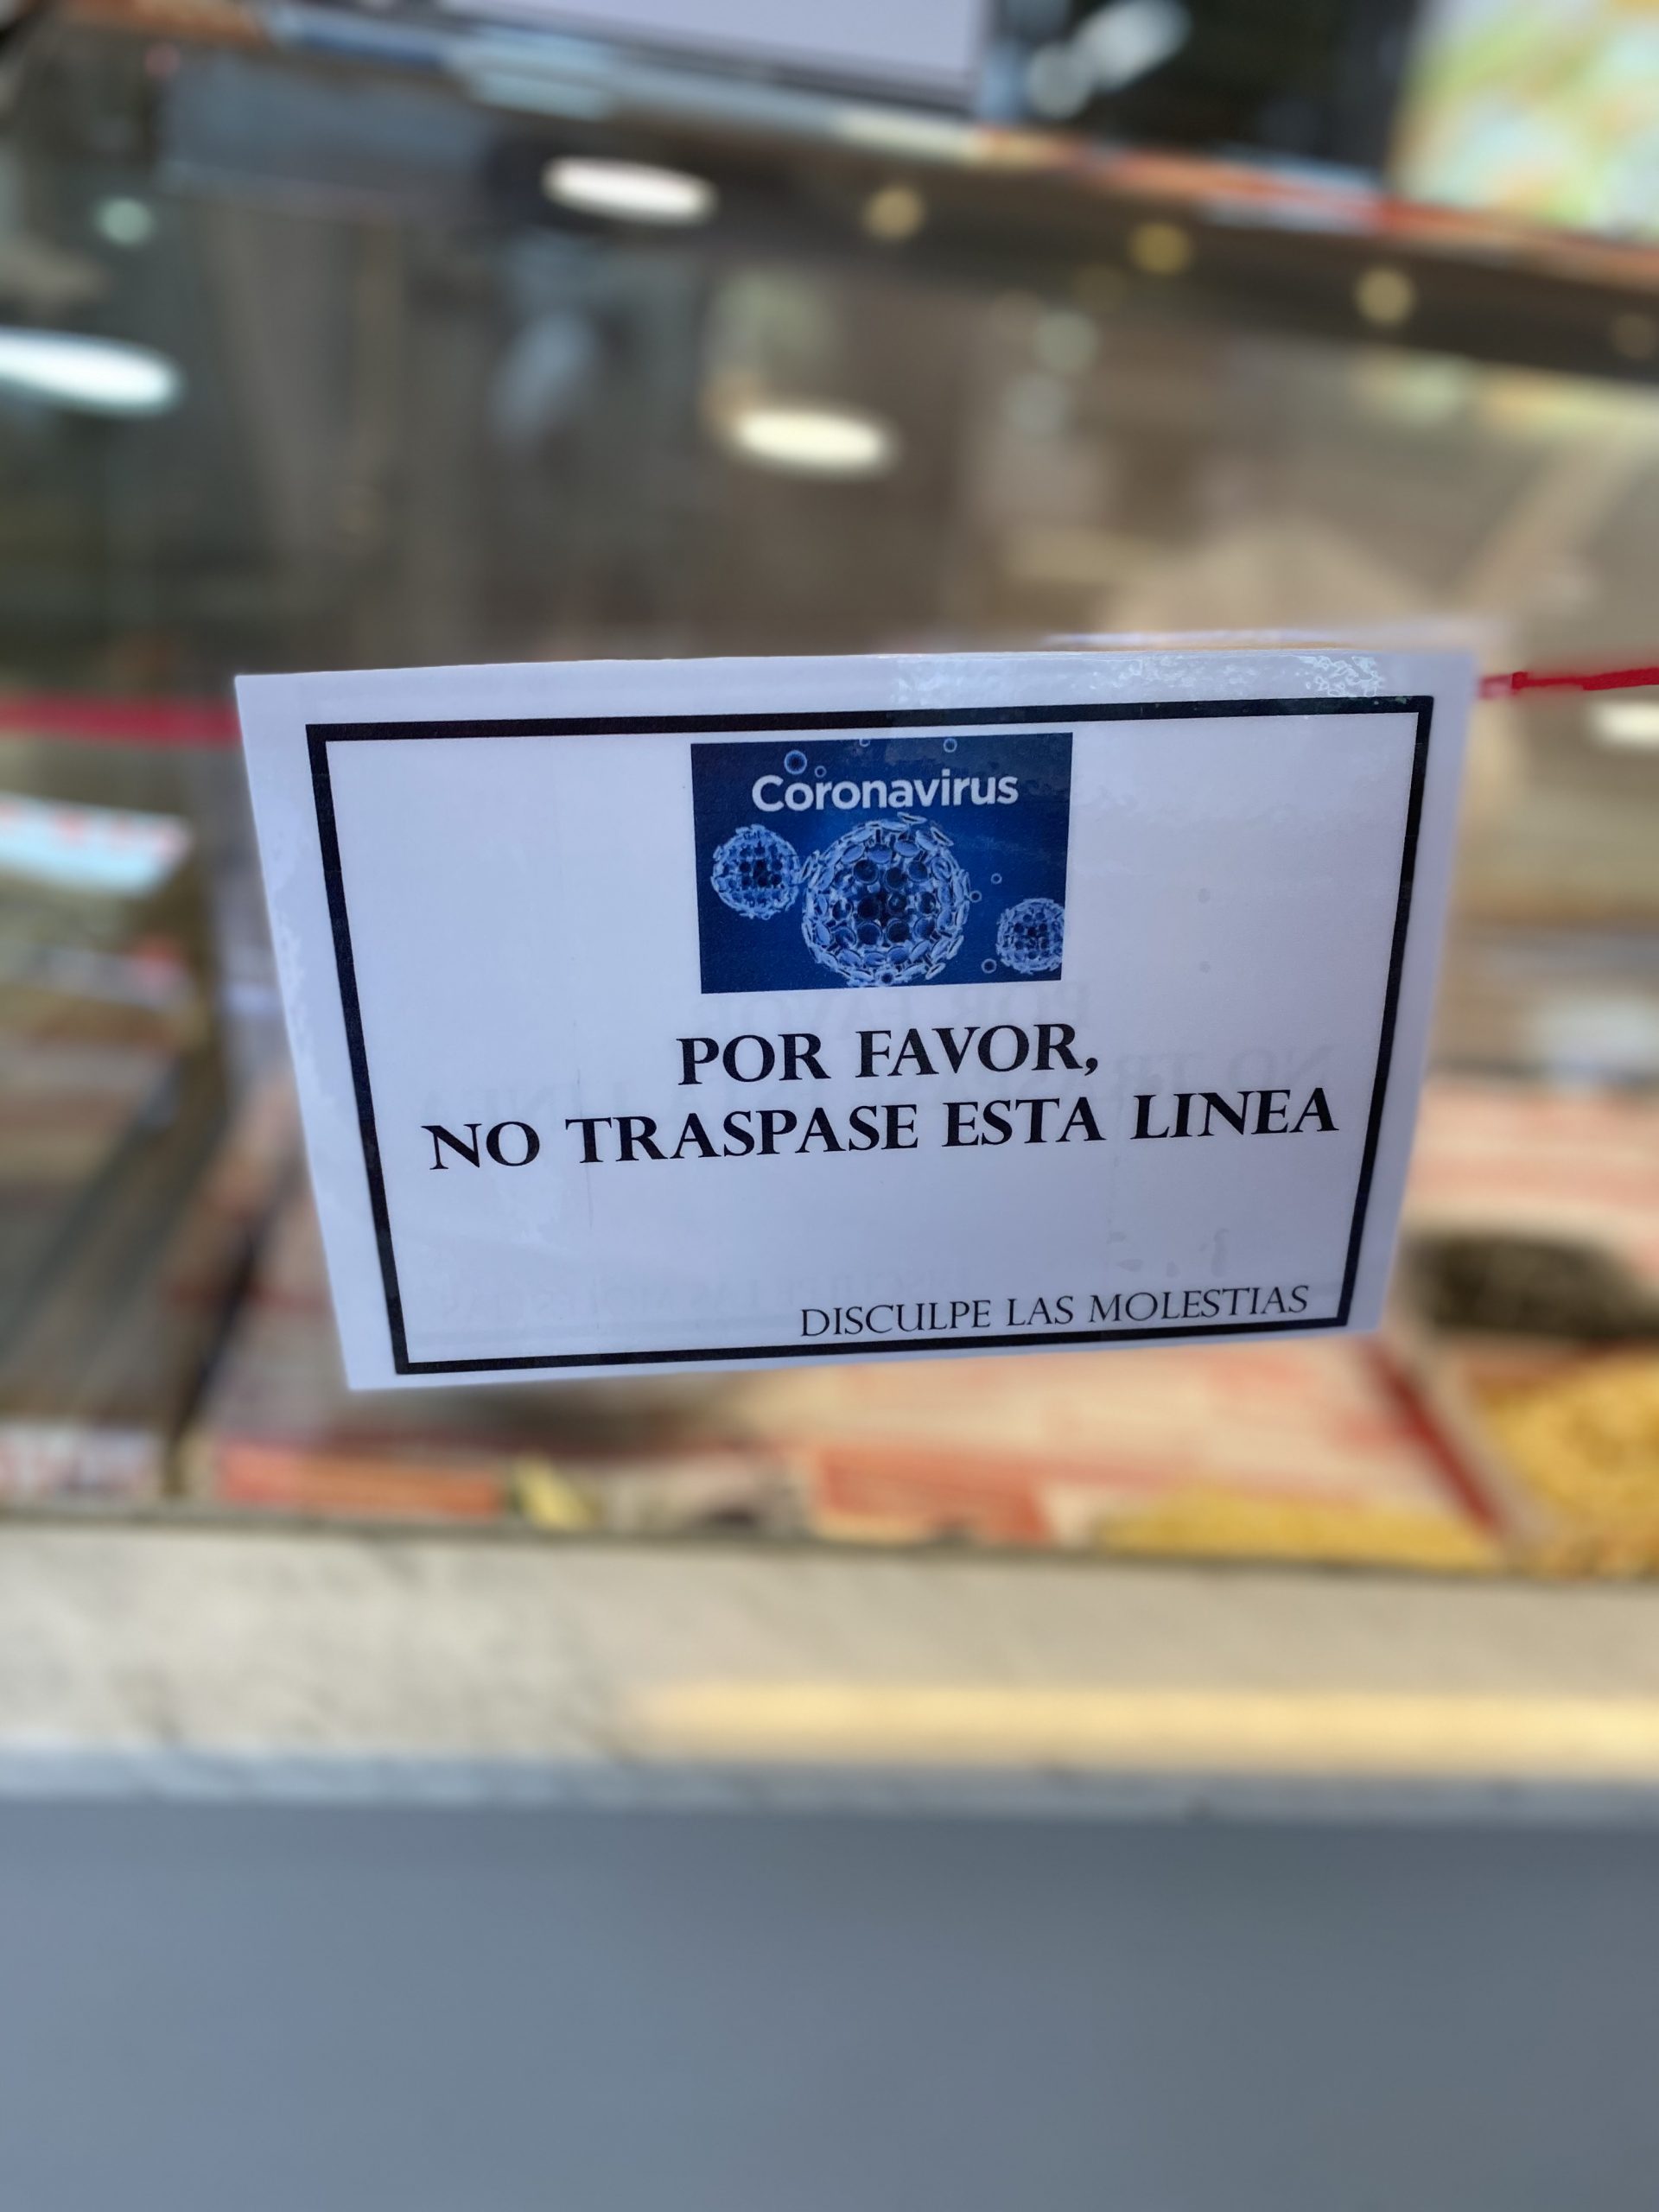 Coronavirus
POR FAVOR,
NO TRASPASE ESTA LINEA
DISCULPE LAS MOLESTIAS